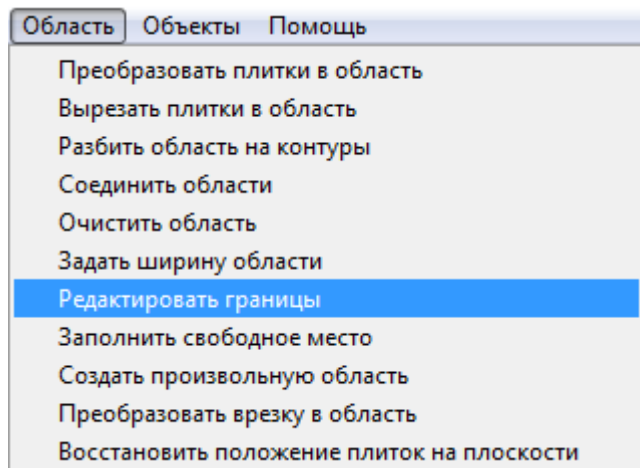 Область Объекты Помощь
Преобразовать плитки в область
Вырезать плитки в область
Разбить область на контуры
Соединить области
Очистить область
Задать ширину области
Редактировать границы
Заполнить свободное место
Создать произвольную область
Преобразовать врезку в область
Восстановить положение плиток на плоскости